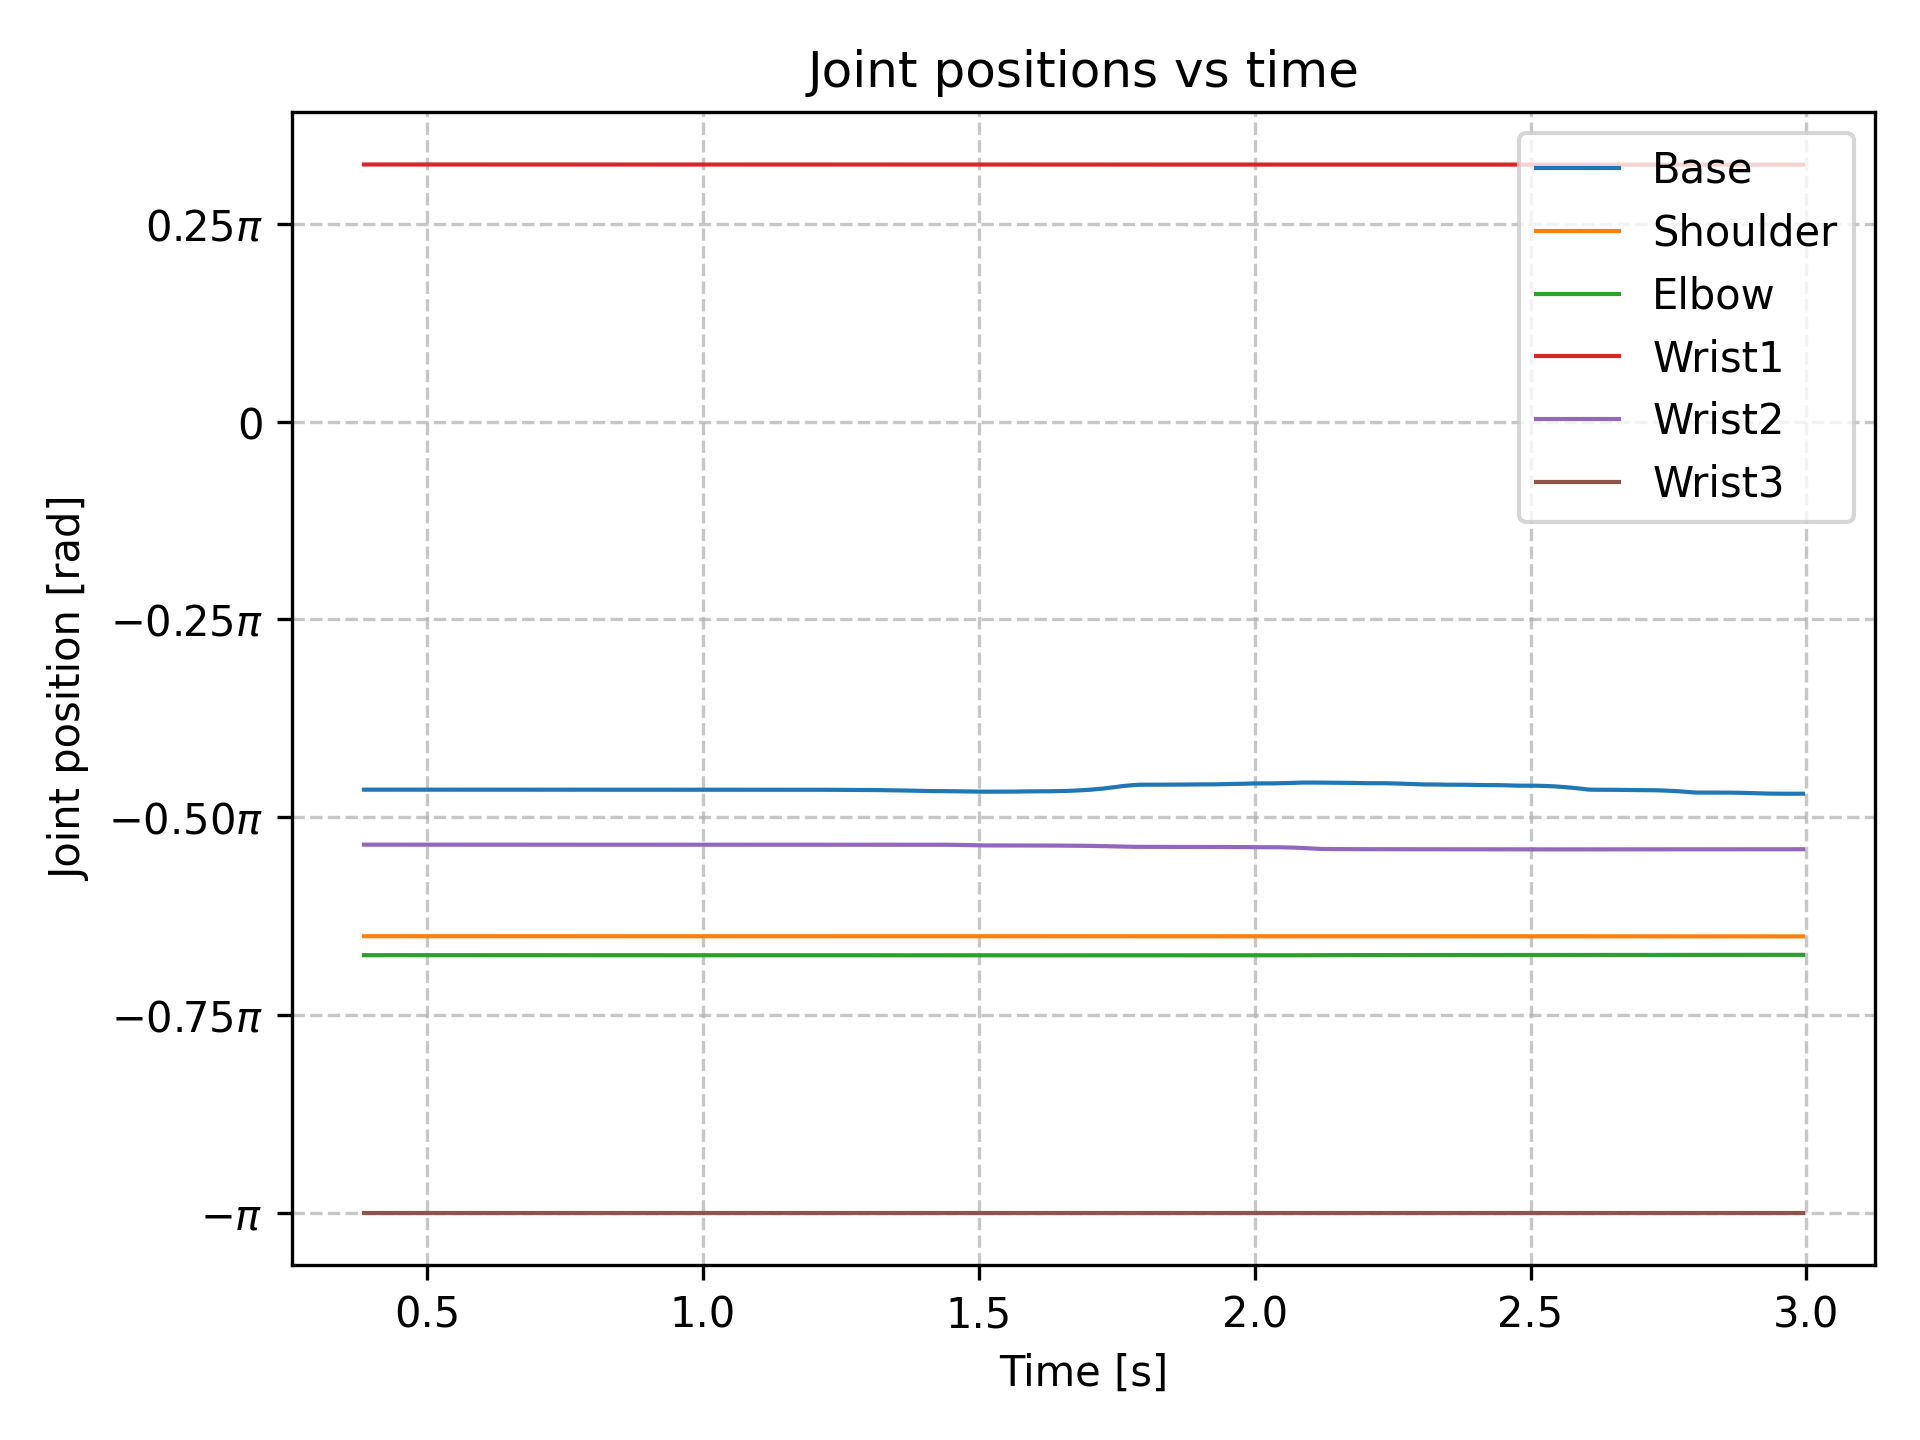 Joint positions vs time
Joint position [rad]
0.25π
0
−0.25π
−0.50π
−0.75π
−π
Base
Shoulder
Elbow
Wrist1
Wrist2
Wrist3
0.5 1.0 1.5 2.0 2.5 3.0
Time [s]